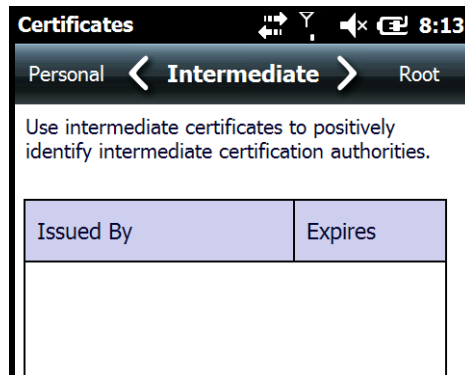 Certificates 8:13
Personal Intermediate Root
Use intermediate certificates to positively
identify intermediate certification authorities.
Issued By Expires